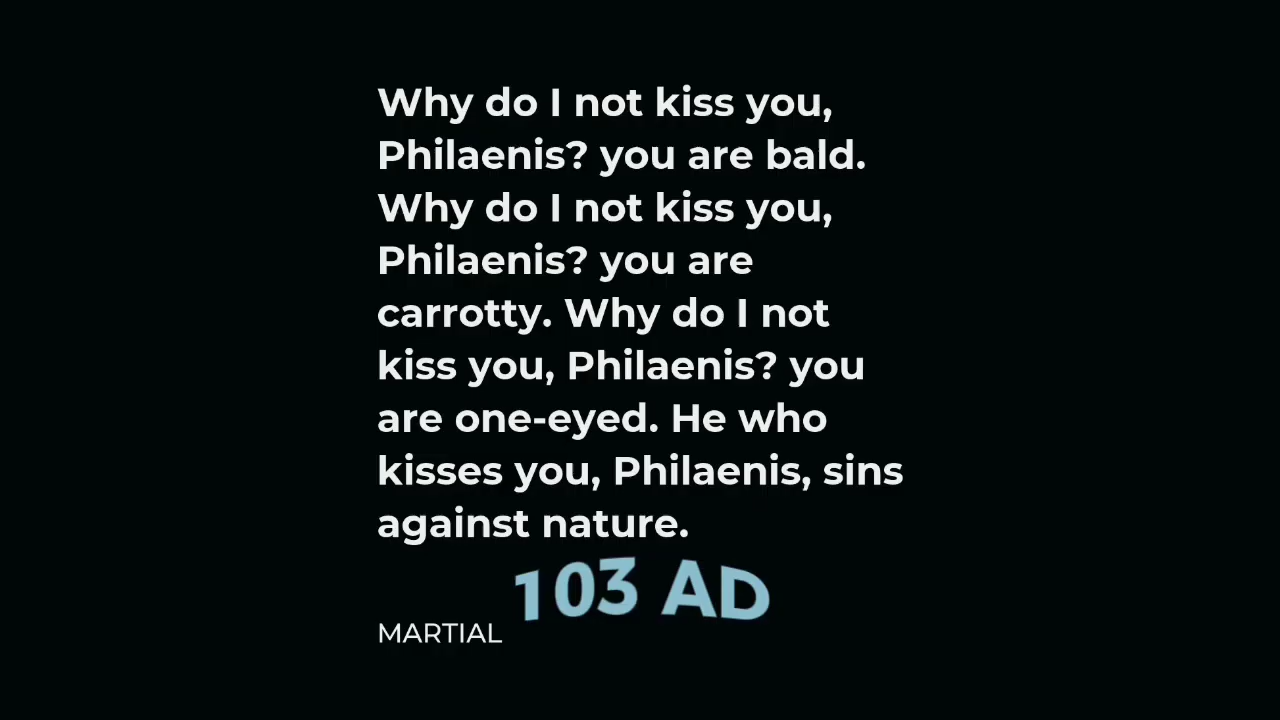 Why do I not kiss you,
Philaenis? you are bald.
Why do I not kiss you,
Philaenis? you are
carrotty. Why do I not
kiss you, Philaenis? you
are one-eyed. He who
kisses you, Philaenis, sins
against nature.
103 AD
MARTIAL